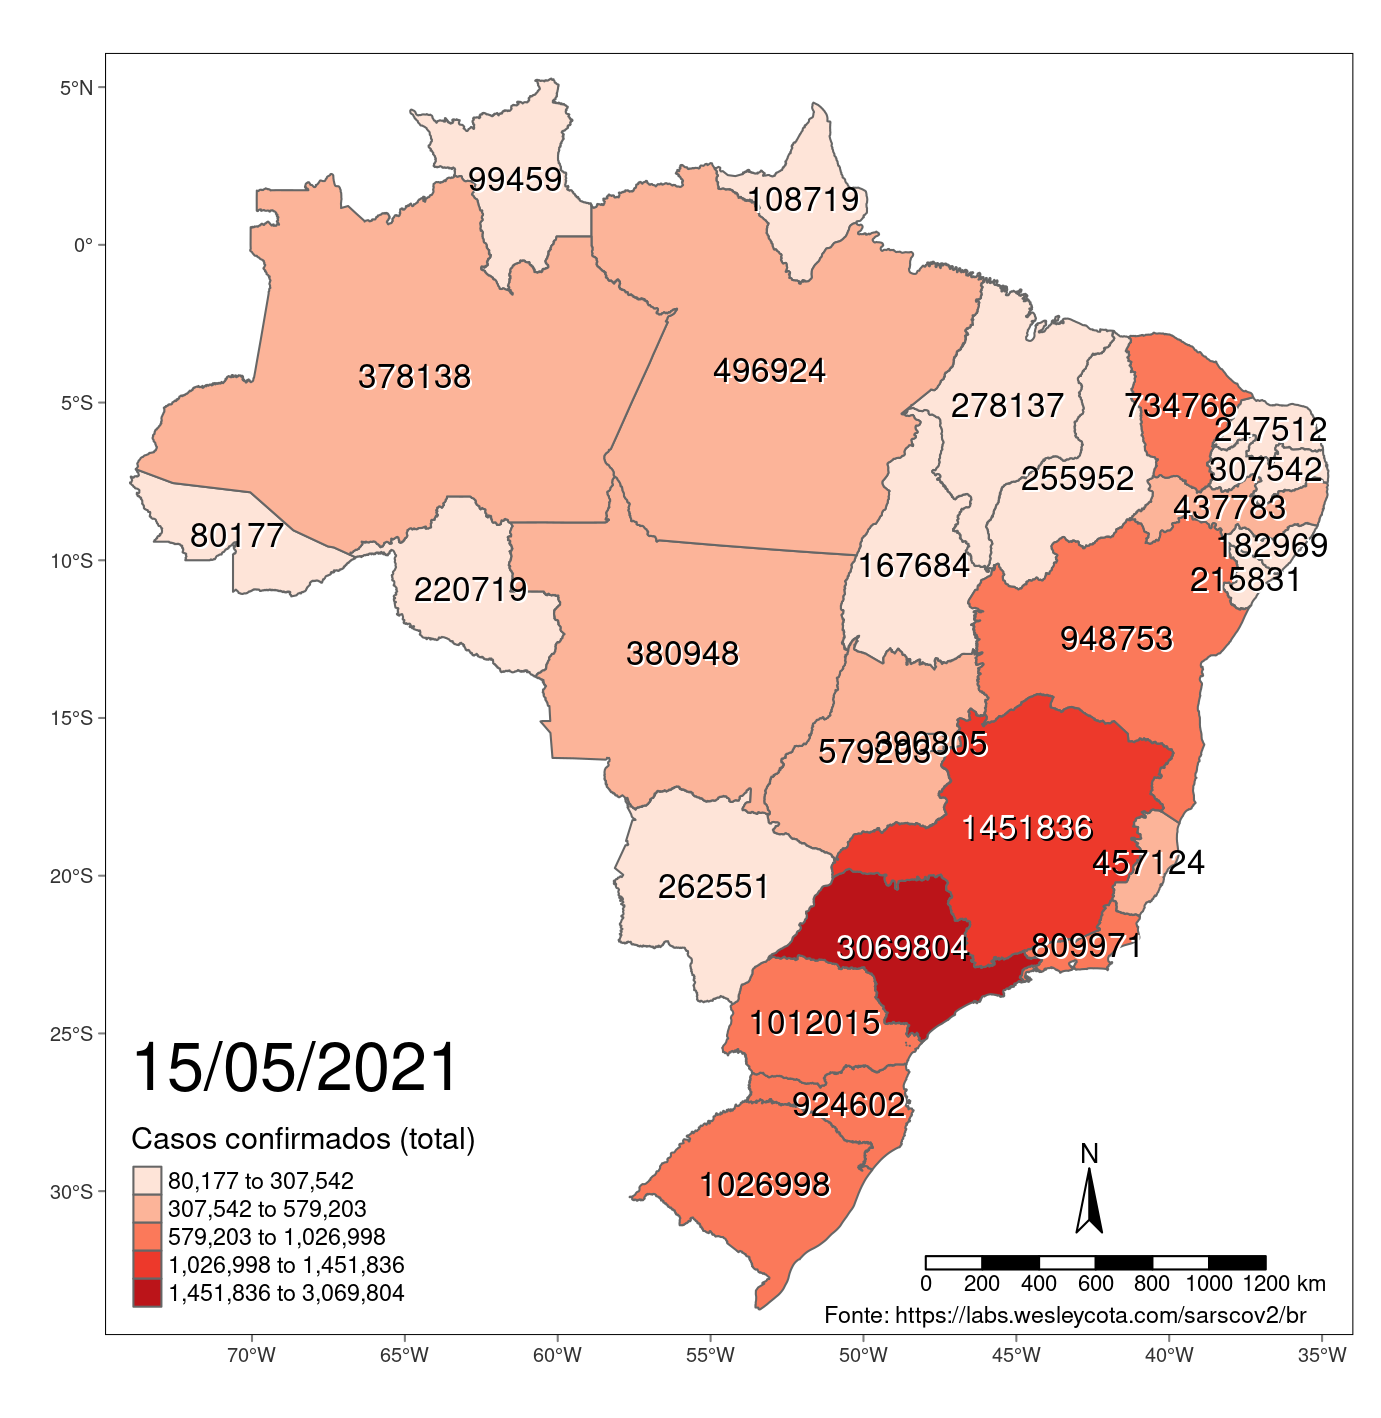 5°N
0°
5°S
10°S
15°S
20°S
25°S
30°S
99459
108719
378138
496924
278137
734766
247512
255952
307542
437783
80177
182969
167684
220719
215831
948753
380948
579203
390805
1451836
457124
262551
3069804
809971
1012015
924602
1026998
15/05/2021
Casos confirmados (total)
80,177 to 307,542
307,542 to 579,203
579,203 to 1,026,998
1,026,998 to 1,451,836
1,451,836 to 3,069,804
N
0 200 400 600 800 1000 1200 km
Fonte: https://labs.wesleycota.com/sarscov2/br
70°W 65°W 60°W 55°W 50°W 45°W 40°W 35°W